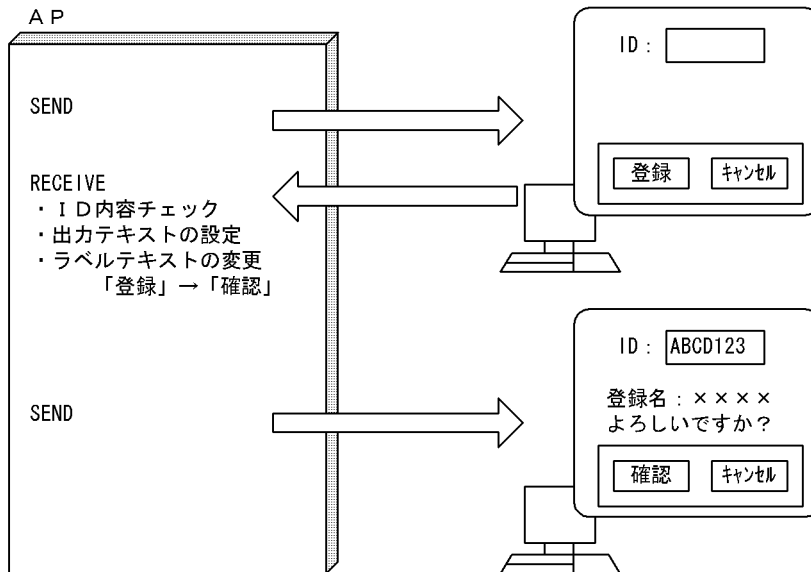 ＡＰ
SEND
RECEIVE
・ＩＤ内容チェック
・出力テキストの設定
・ラベルテキストの変更
「登録」→「確認」
SEND
ID：
登録 ｷｬﾝｾﾙ
ID： ABCD123
登録名：××××
よろしいですか？
確認 ｷｬﾝｾﾙ